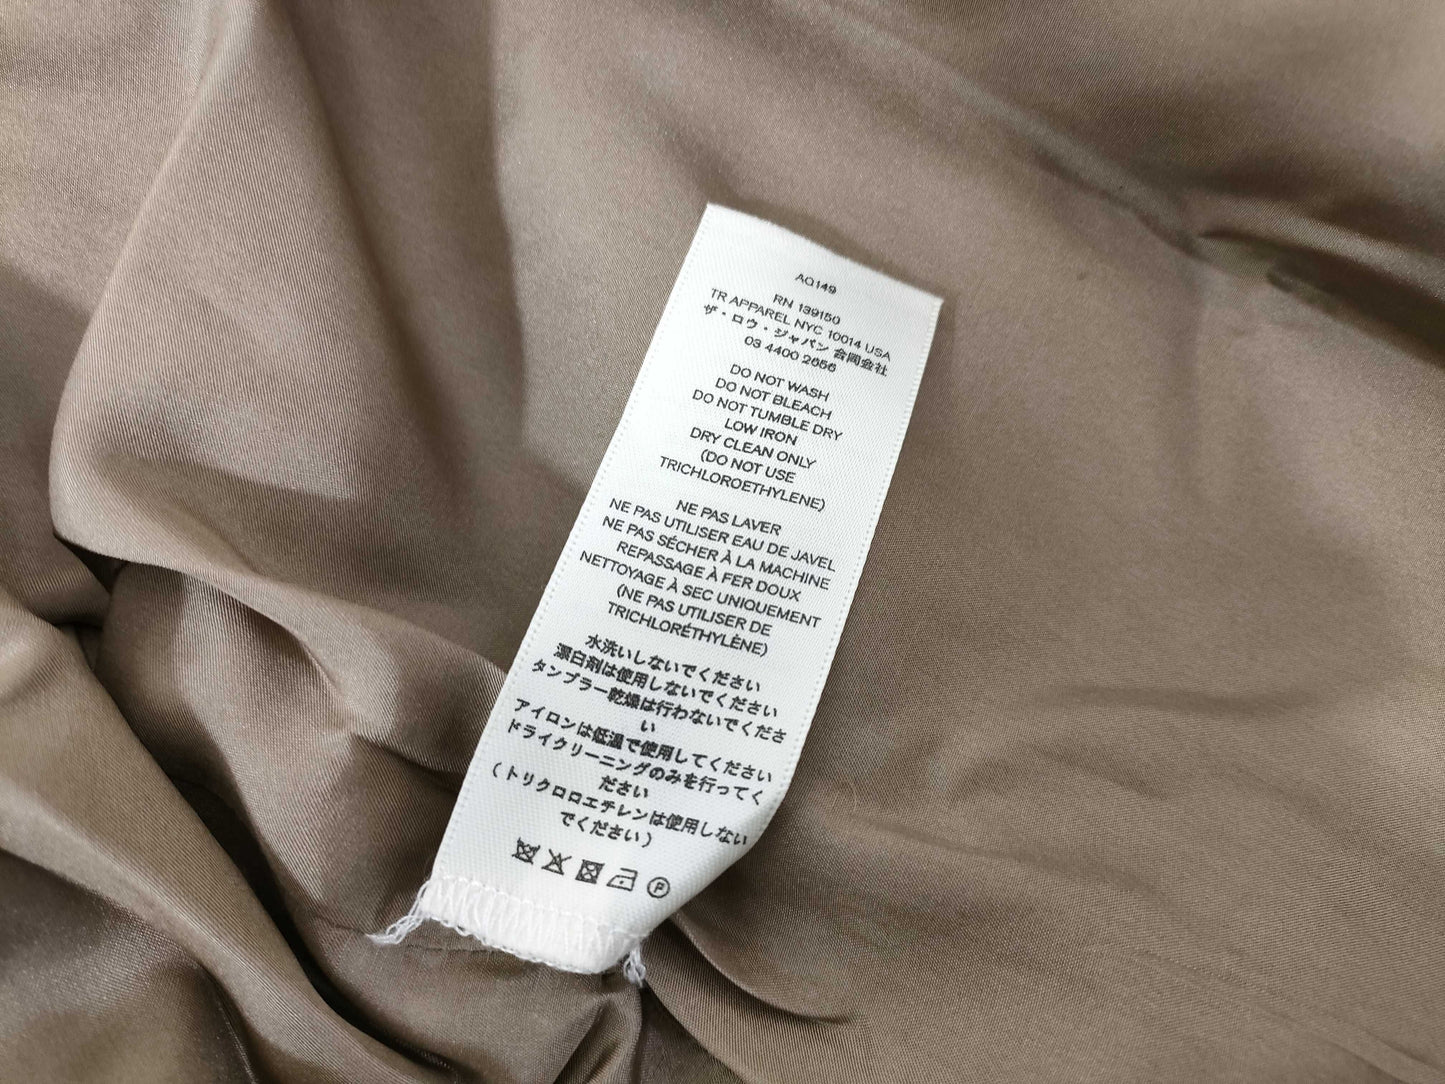 AQ149
RN 139150
TR APPAREL NYC 10014 USA
ザ・ロウ・ジャパン 合同会社
03 4400 2656
DO NOT WASH
DO NOT BLEACH
DO NOT TUMBLE DRY
LOW IRON
DRY CLEAN ONLY
(DO NOT USE
TRICHLOROETHYLENE)
NE PAS LAVER
NE PAS UTILISER EAU DE JAVEL
NE PAS SÉCHER À LA MACHINE
REPASSAGE À FER DOUX
NETTOYAGE À SEC UNIQUEMENT
(NE PAS UTILISER DE
TRICHLORÉTHYLÈNE)
水洗いしないでください
漂白剤は使用しないでください
タンブラー乾燥は行わないでくださ
い
アイロンは低温で使用してください
ドライクリーニングのみを行ってく
ださい
(トリクロロエチレンは使用しない
でください)
P